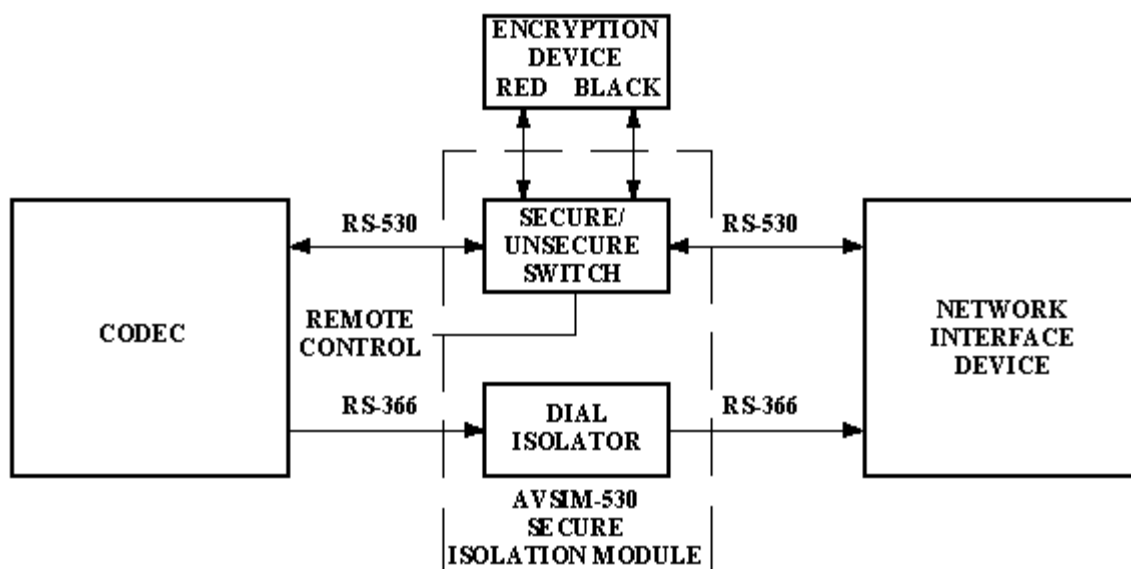 ENCRYPTION
DEVICE
RED BLACK
RS-530
SECURE/
UNSECURE
SWITCH
RS-530
CODEC
REMOTE
CONTROL
NETWORK
INTERFACE
DEVICE
RS-366
DIAL
ISOLATOR
RS-366
AVSIM-530
SECURE
ISOLATION MODULE